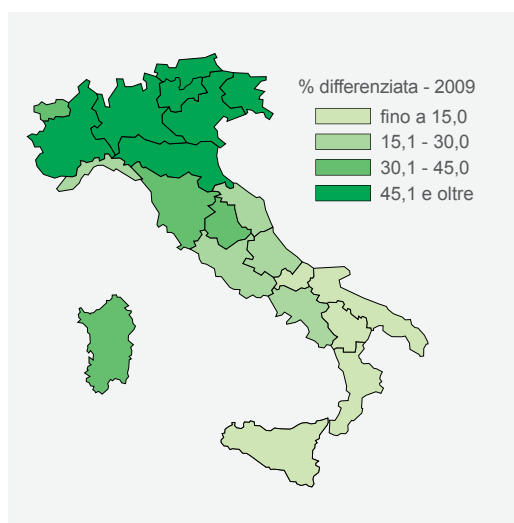 % differenziata - 2009
fino a 15,0
15,1 - 30,0
30,1 - 45,0
45,1 e oltre